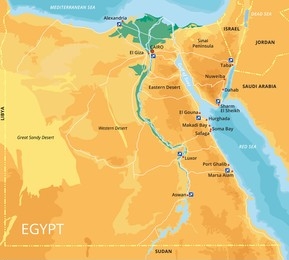 MEDITERRANEAN SEA
DEAD SEA
Alexandria
ISRAEL
CAIRO
El Giza
Sinai
Peninsula
JORDAN
Taba
Nuweiba
SAUDI ARABIA
Eastern Desert
Dahab
Sharm
El Sheikh
LIBYA
El Gouna
Hurghada
Makadi Bay
Soma Bay
Safaga
Western Desert
Great Sandy Desert
RED SEA
Luxor
Port Ghalib
Marsa Alam
Aswan
EGYPT
SUDAN